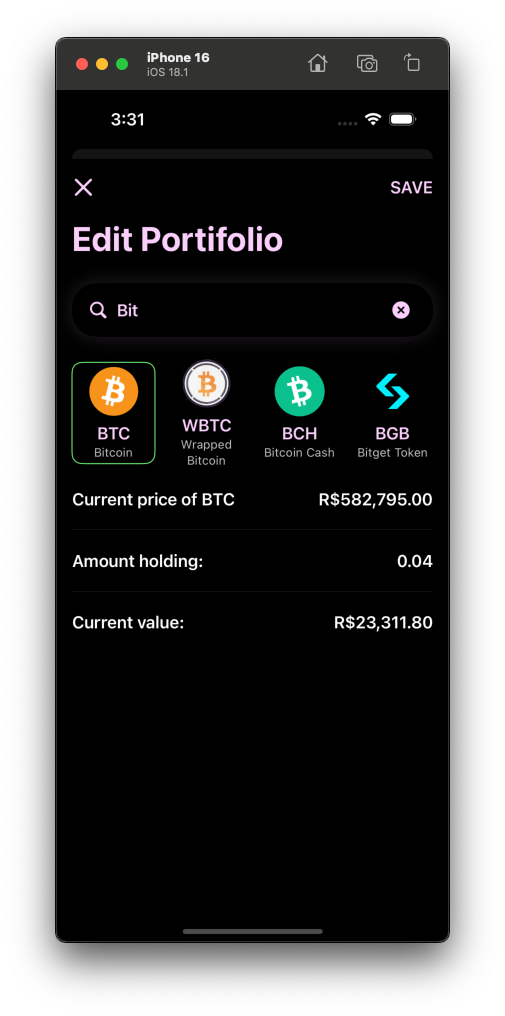 iPhone 16
iOS 18.1
3:31
SAVE
Edit Portifolio
Bit
BTC
Bitcoin
WBTC
Wrapped
Bitcoin
BCH
Bitcoin Cash
BGB
Bitget Token
Current price of BTC R$582,795.00
Amount holding: 0.04
Current value: R$23,311.80